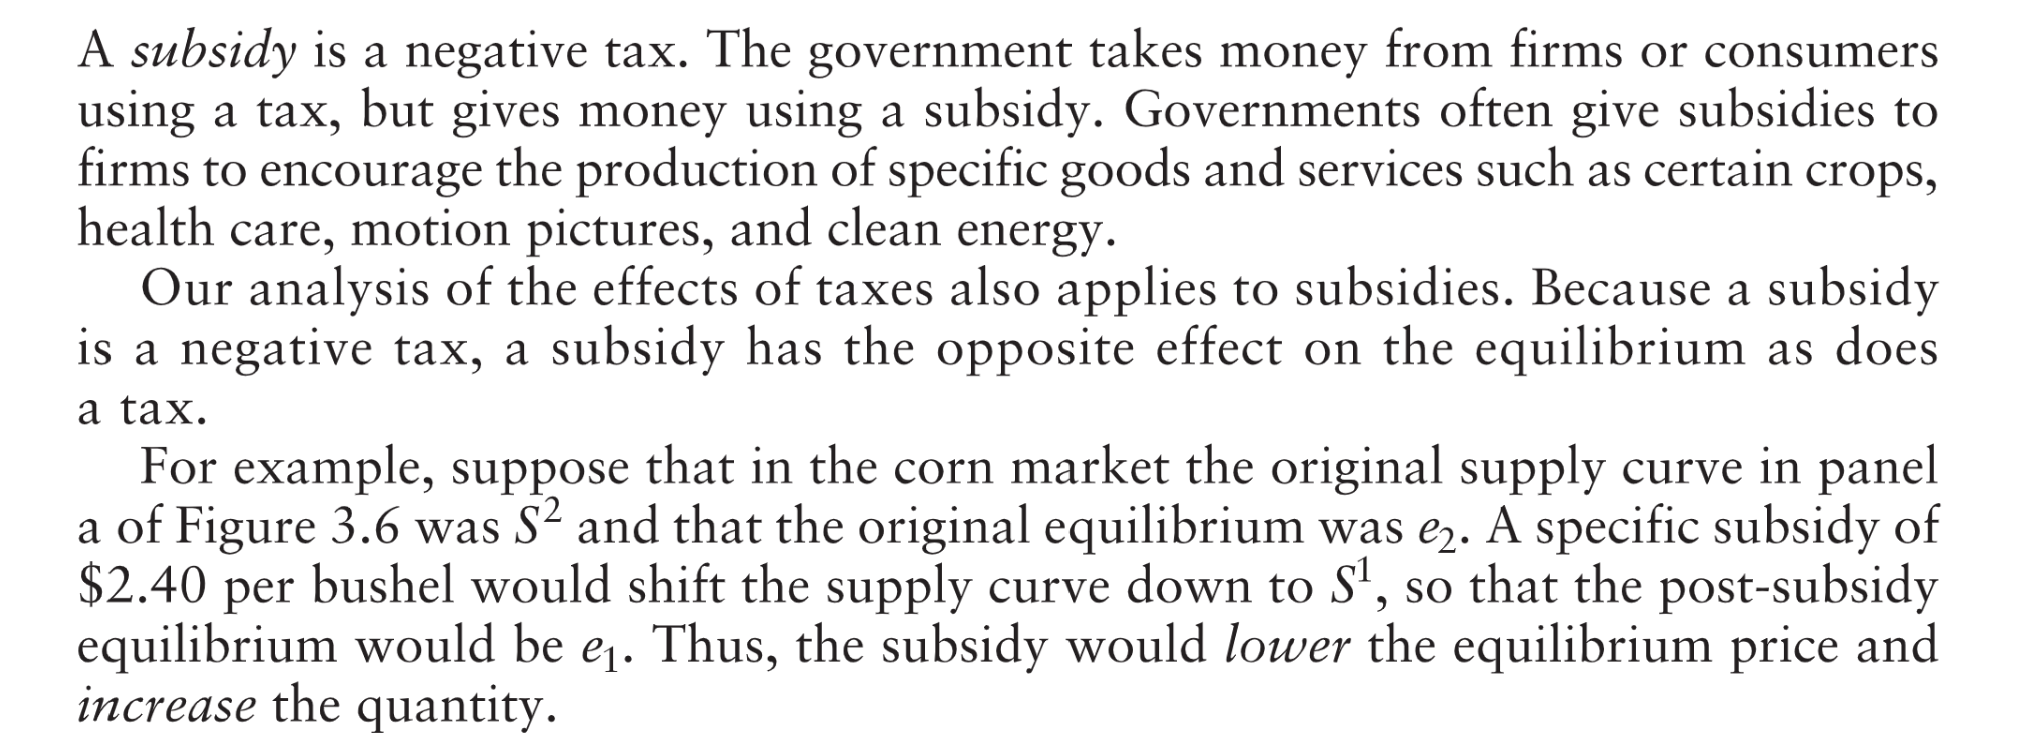 A subsidy is a negative tax. The government takes money from firms or consumers
using a tax, but gives money using a subsidy. Governments often give subsidies to
firms to encourage the production of specific goods and services such as certain crops,
health care, motion pictures, and clean energy.
Our analysis of the effects of taxes also applies to subsidies. Because a subsidy
is a negative tax, a subsidy has the opposite effect on the equilibrium as does
a tax.
For example, suppose that in the corn market the original supply curve in panel
a of Figure 3.6 was S² and that the original equilibrium was e₂. A specific subsidy of
$2.40 per bushel would shift the supply curve down to S¹, so that the post-subsidy
equilibrium would be e₁. Thus, the subsidy would lower the equilibrium price and
increase the quantity.